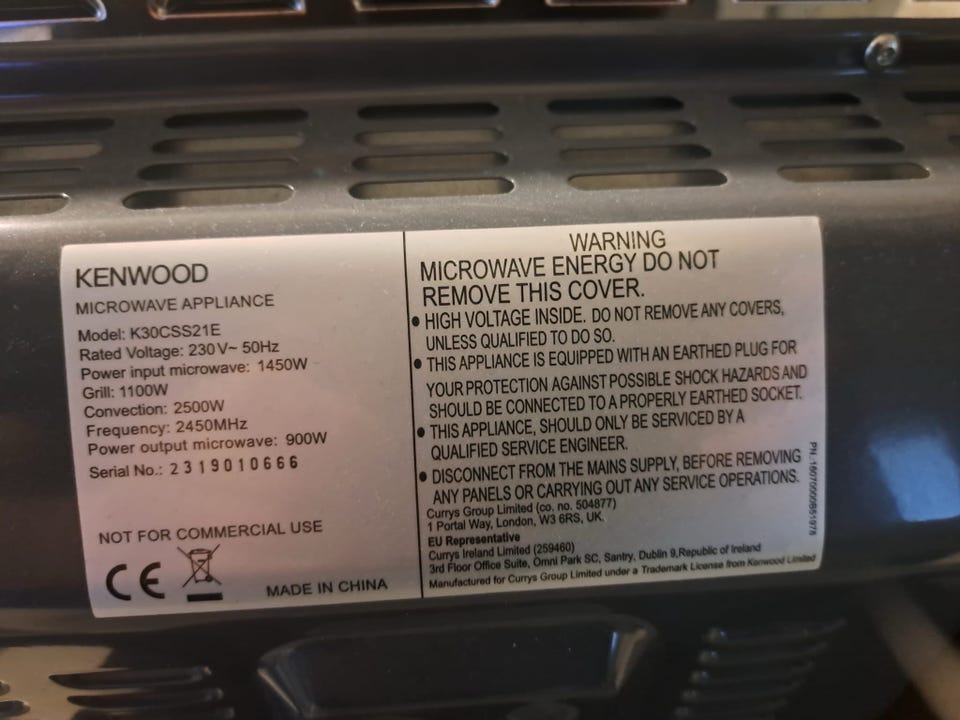 KENWOOD
MICROWAVE APPLIANCE
Model: K30CSS21E
Rated Voltage: 230V~ 50Hz
Power input microwave: 1450W
Grill: 1100W
Convection: 2500W
Frequency: 2450MHz
Power output microwave: 900W
Serial No.: 2319010666
NOT FOR COMMERCIAL USE
CE
MADE IN CHINA
WARNING
MICROWAVE ENERGY DO NOT
REMOVE THIS COVER.
• HIGH VOLTAGE INSIDE. DO NOT REMOVE ANY COVERS,
UNLESS QUALIFIED TO DO SO.
• THIS APPLIANCE IS EQUIPPED WITH AN EARTHED PLUG FOR
YOUR PROTECTION AGAINST POSSIBLE SHOCK HAZARDS AND
SHOULD BE CONNECTED TO A PROPERLY EARTHED SOCKET.
• THIS APPLIANCE, SHOULD ONLY BE SERVICED BY A
QUALIFIED SERVICE ENGINEER.
• DISCONNECT FROM THE MAINS SUPPLY, BEFORE REMOVING
ANY PANELS OR CARRYING OUT ANY SERVICE OPERATIONS.
Currys Group Limited (co. no. 504877)
1 Portal Way, London, W3 6RS, UK.
EU Representative
Currys Ireland Limited (259460)
3rd Floor Office Suite, Omni Park SC, Santry, Dublin 9,Republic of Ireland
Manufactured for Currys Group Limited under a Trademark License from Kenwood Limited